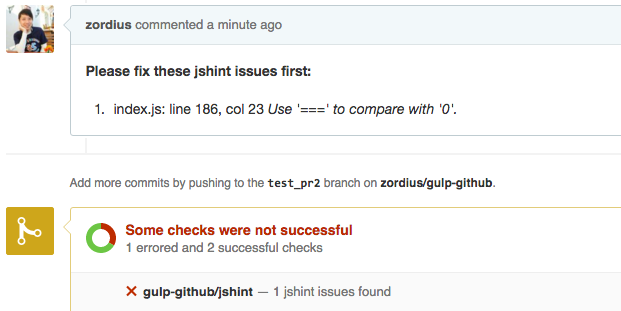 zordius commented a minute ago
Please fix these jshint issues first:
1. index.js: line 186, col 23 Use '===' to compare with '0'.
Add more commits by pushing to the test_pr2 branch on zordius/gulp-github.
Some checks were not successful
1 errored and 2 successful checks
gulp-github/jshint — 1 jshint issues found